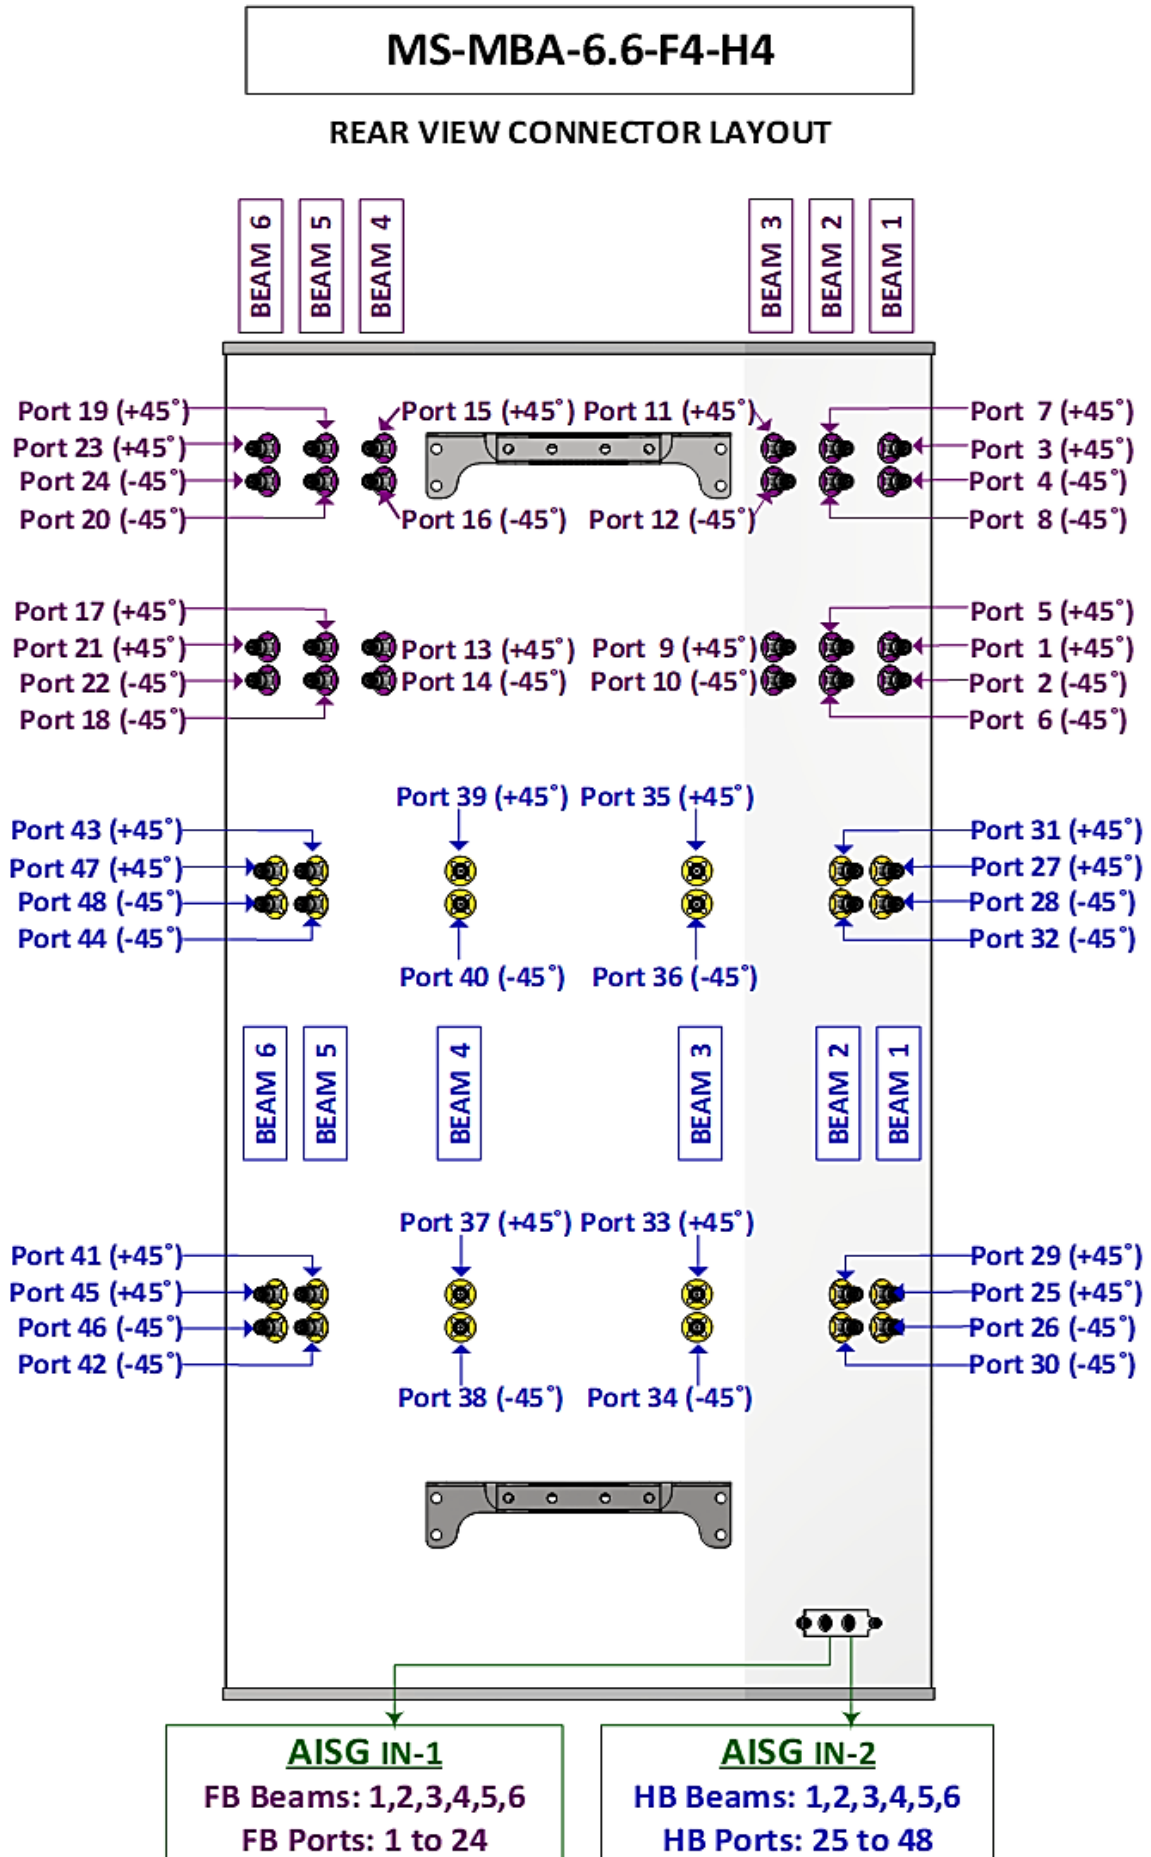 MS-MBA-6.6-F4-H4
REAR VIEW CONNECTOR LAYOUT
BEAM 6
BEAM 5
BEAM 4
BEAM 3
BEAM 2
BEAM 1
Port 19 (+45°) Port 15 (+45°) Port 11 (+45°) Port 7 (+45°)
Port 23 (+45°) Port 3 (+45°)
Port 24 (-45°) Port 4 (-45°)
Port 20 (-45°) Port 16 (-45°) Port 12 (-45°) Port 8 (-45°)
Port 17 (+45°) Port 5 (+45°)
Port 21 (+45°) Port 13 (+45°) Port 9 (+45°) Port 1 (+45°)
Port 22 (-45°) Port 14 (-45°) Port 10 (-45°) Port 2 (-45°)
Port 18 (-45°) Port 6 (-45°)
Port 39 (+45°) Port 35 (+45°)
Port 43 (+45°) Port 31 (+45°)
Port 47 (+45°) Port 27 (+45°)
Port 48 (-45°) Port 28 (-45°)
Port 44 (-45°) Port 32 (-45°)
Port 40 (-45°) Port 36 (-45°)
BEAM 6
BEAM 5
BEAM 4
BEAM 3
BEAM 2
BEAM 1
Port 37 (+45°) Port 33 (+45°)
Port 41 (+45°) Port 29 (+45°)
Port 45 (+45°) Port 25 (+45°)
Port 46 (-45°) Port 26 (-45°)
Port 42 (-45°) Port 30 (-45°)
Port 38 (-45°) Port 34 (-45°)
AISG IN-1
FB Beams: 1,2,3,4,5,6
FB Ports: 1 to 24
AISG IN-2
HB Beams: 1,2,3,4,5,6
HB Ports: 25 to 48